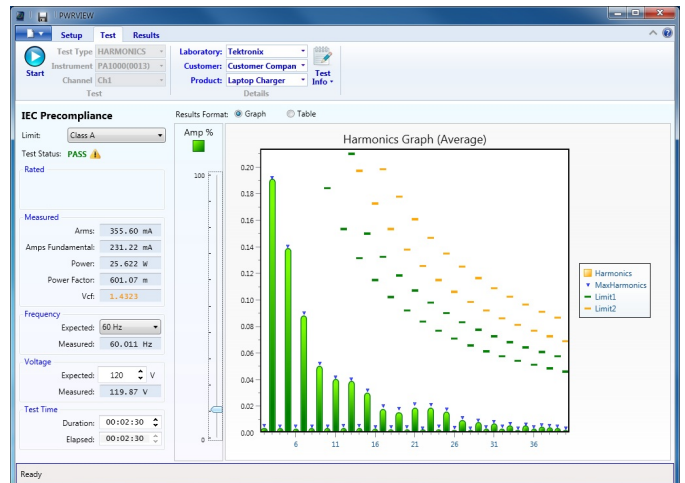 PWRVIEW
Setup Test Results
Start
Test Type HARMONICS
Instrument PA1000(0013)
Channel Ch1
Test
Laboratory: Tektronix
Customer: Customer Compan
Product: Laptop Charger
Test Info
Details
IEC Precompliance
Limit: Class A
Test Status: PASS
Rated
Measured
Arms: 355.60 mA
Amps Fundamental: 231.22 mA
Power: 25.622 W
Power Factor: 601.07 m
Vcf: 1.4323
Frequency
Expected: 60 Hz
Measured: 60.011 Hz
Voltage
Expected: 120 V
Measured: 119.87 V
Test Time
Duration: 00:02:30
Elapsed: 00:02:30
Results Format: Graph Table
Amp %
100
0
Harmonics Graph (Average)
0.20
0.18
0.16
0.14
0.12
0.10
0.08
0.06
0.04
0.02
0.00
6 11 16 21 26 31 36
Harmonics
MaxHarmonics
Limit1
Limit2
Ready